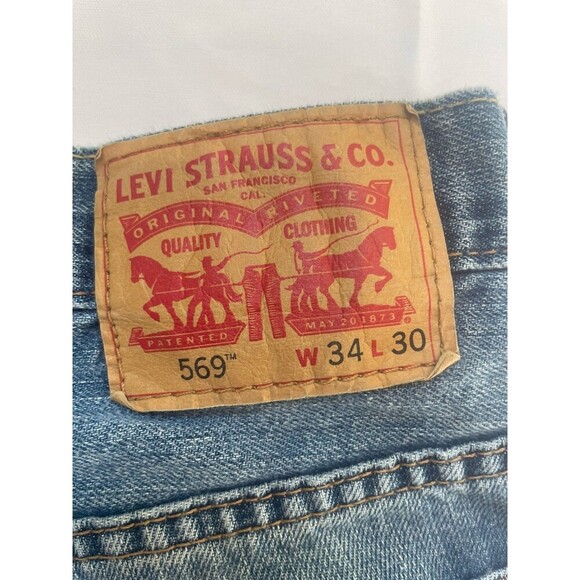 LEVI STRAUSS & CO.
SAN FRANCISCO
CAL.
ORIGINAL RIVETED
QUALITY CLOTHING
PATENTED MAY 20 1873
569™ W 34 L 30